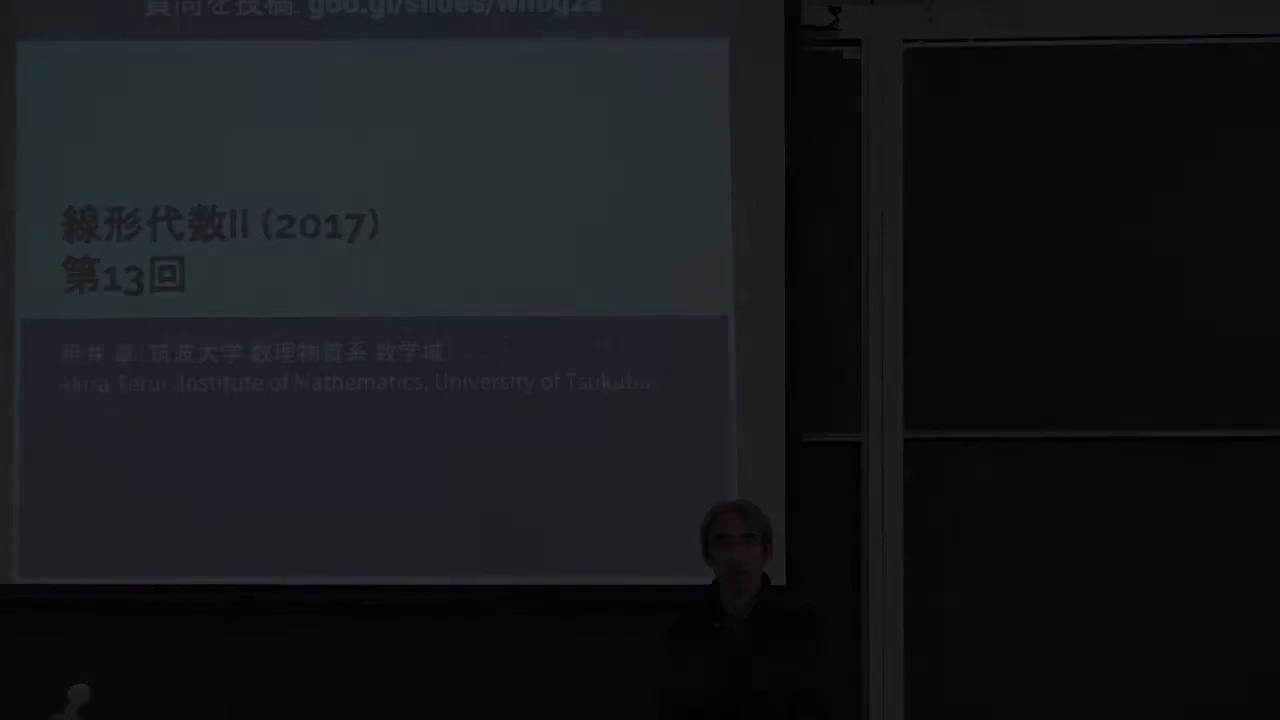 質問を投稿: goo.gl/slides/whbgza
線形代数II (2017)
第13回
照井 章 (筑波大学 数理物質系 数学域)
Akira Terui (Institute of Mathematics, University of Tsukuba)